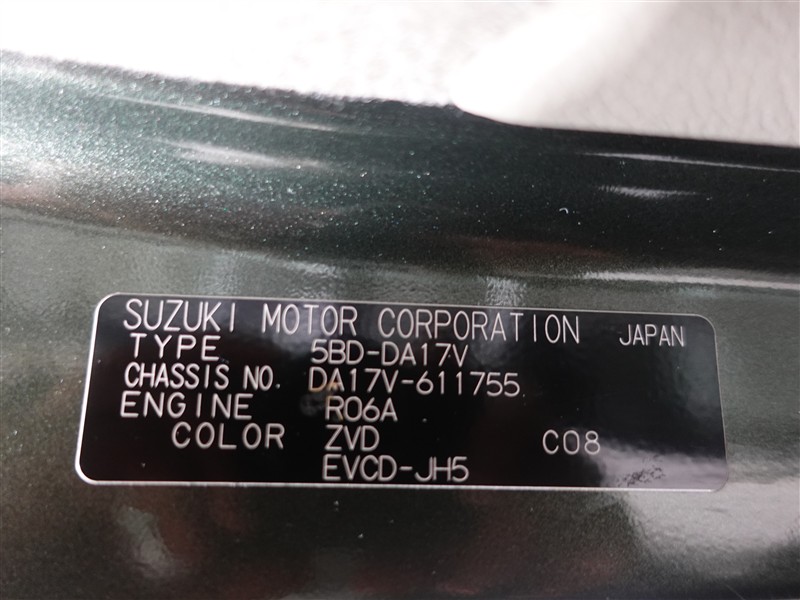 SUZUKI MOTOR CORPORATION JAPAN
TYPE 5BD-DA17V
CHASSIS NO. DA17V-611755
ENGINE R06A
COLOR ZVD C08
EVCD-JH5